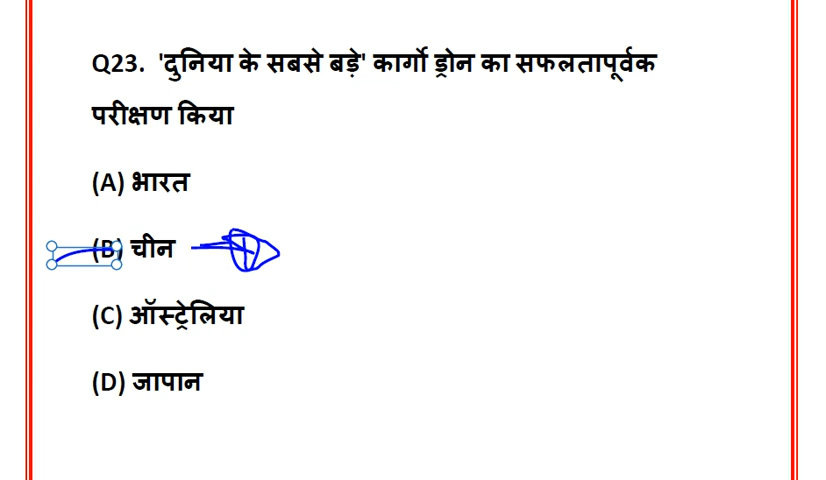 Q23. 'दुनिया के सबसे बड़े' कार्गो ड्रोन का सफलतापूर्वक
परीक्षण किया
(A) भारत
(B) चीन
(C) ऑस्ट्रेलिया
(D) जापान